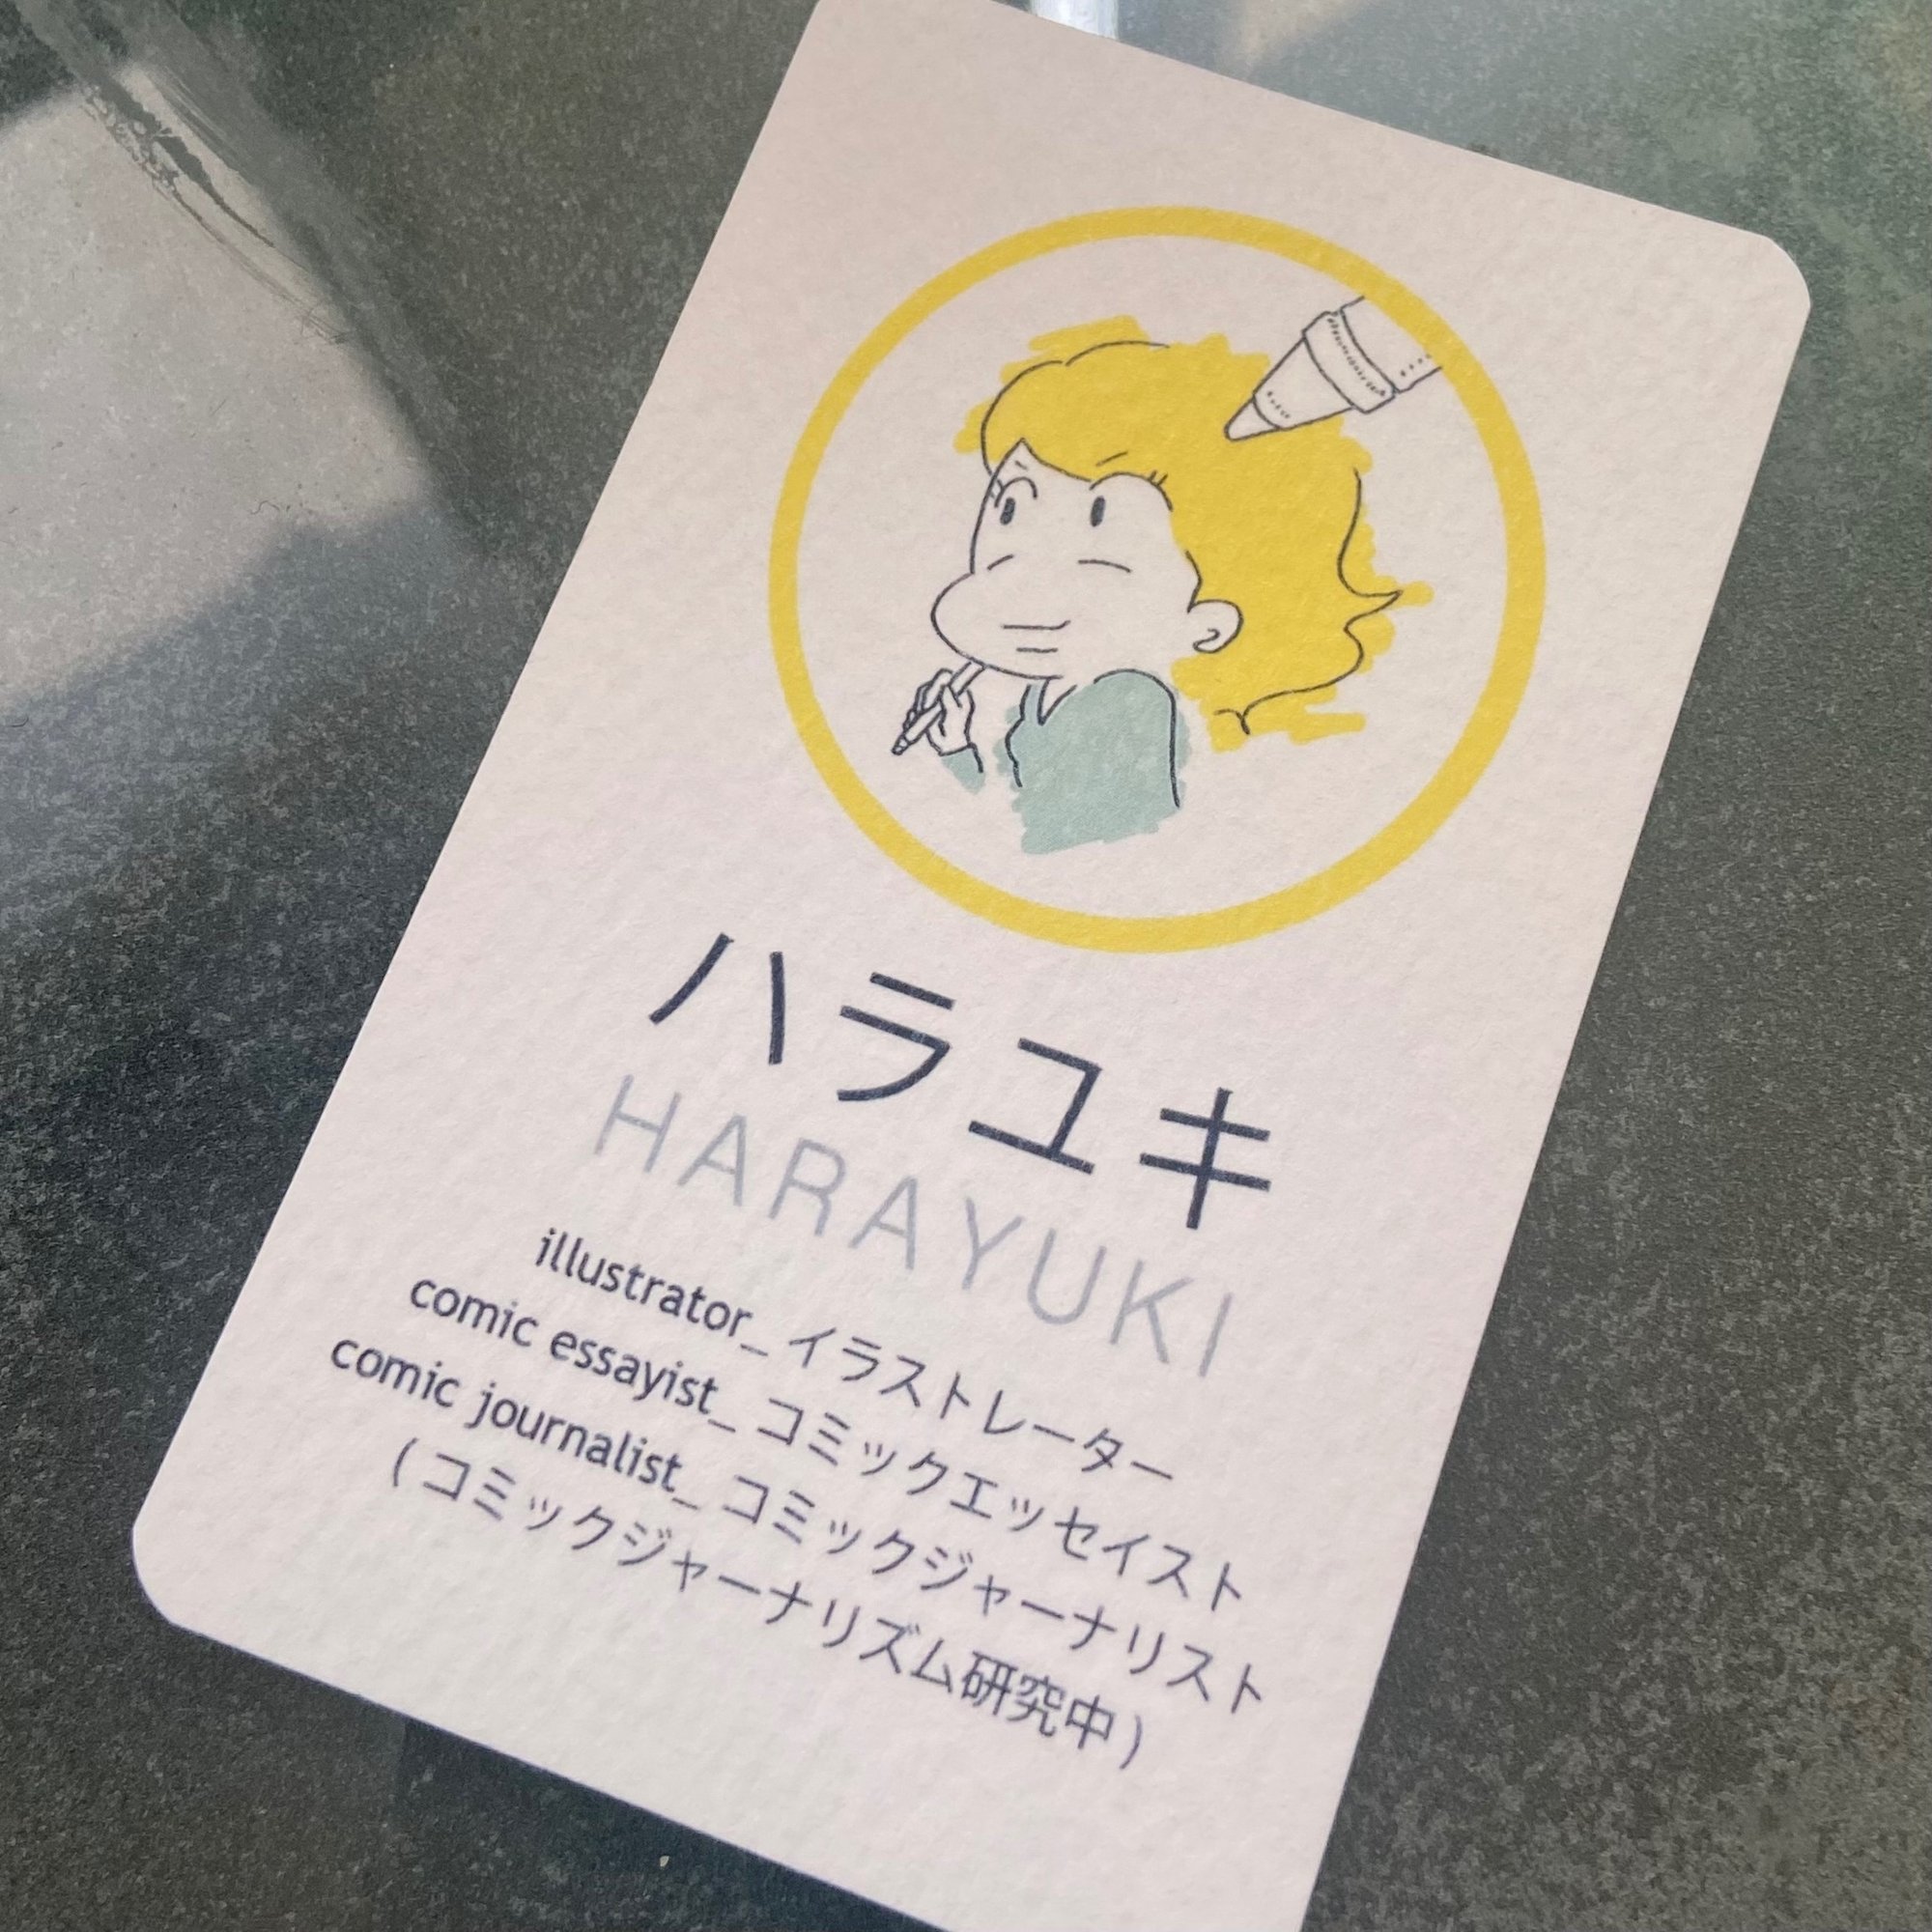 ハラユキ
HARAYUKI
illustrator_ イラストレーター
comic essayist_ コミックエッセイスト
comic journalist_ コミックジャーナリスト
（コミックジャーナリズム研究中）